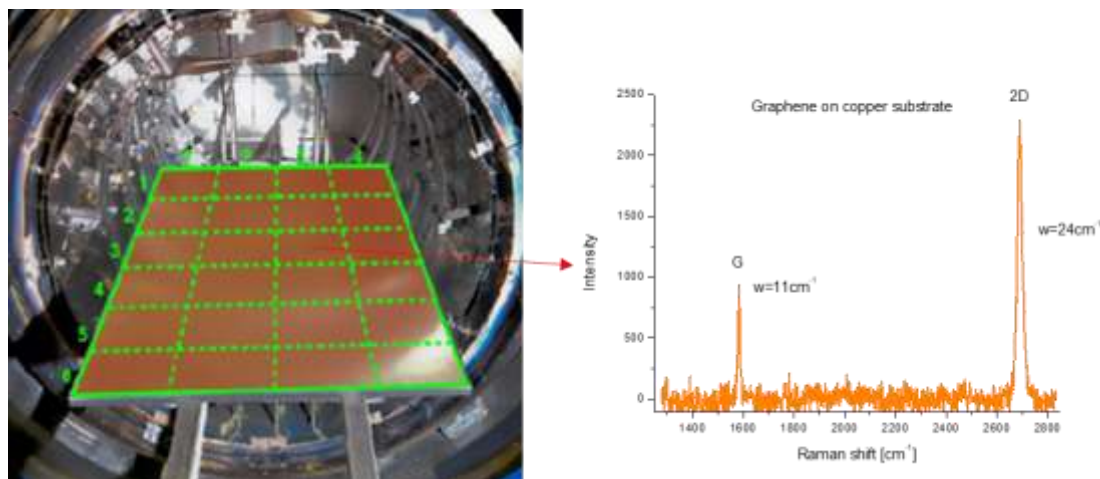 1
2
3
4
5
6
Graphene on copper substrate
2D
G
w=11cm⁻¹
w=24cm⁻¹
Intensity
2500
2000
1500
1000
500
0
1400 1600 1800 2000 2200 2400 2600 2800
Raman shift [cm⁻¹]